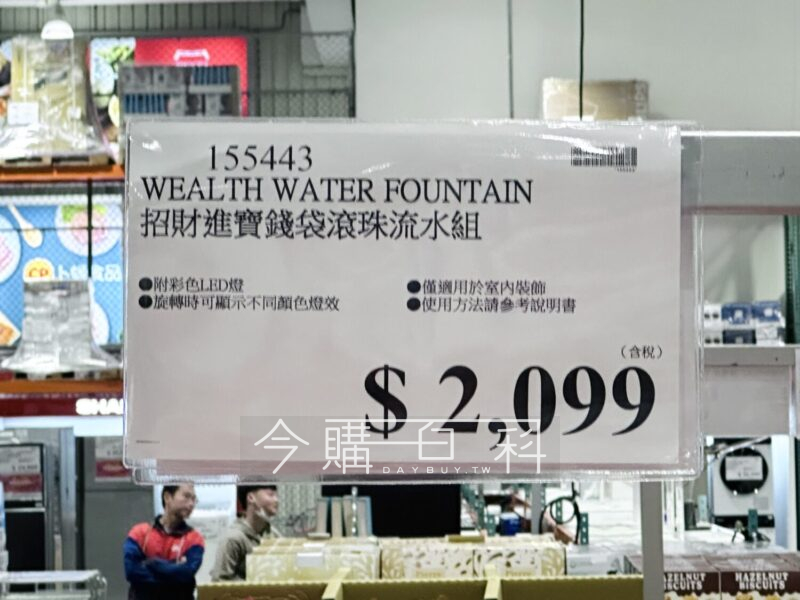 155443
WEALTH WATER FOUNTAIN
招財進寶錢袋滾珠流水組
●附彩色LED燈
●旋轉時可顯示不同顏色燈效
●僅適用於室內裝飾
●使用方法請參考說明書
(含稅)
$ 2,099
今購百科
DAYBUY.TW
CP
SHA
HAZELNUT
BISCUITS
HAZELNUT
BISCUITS